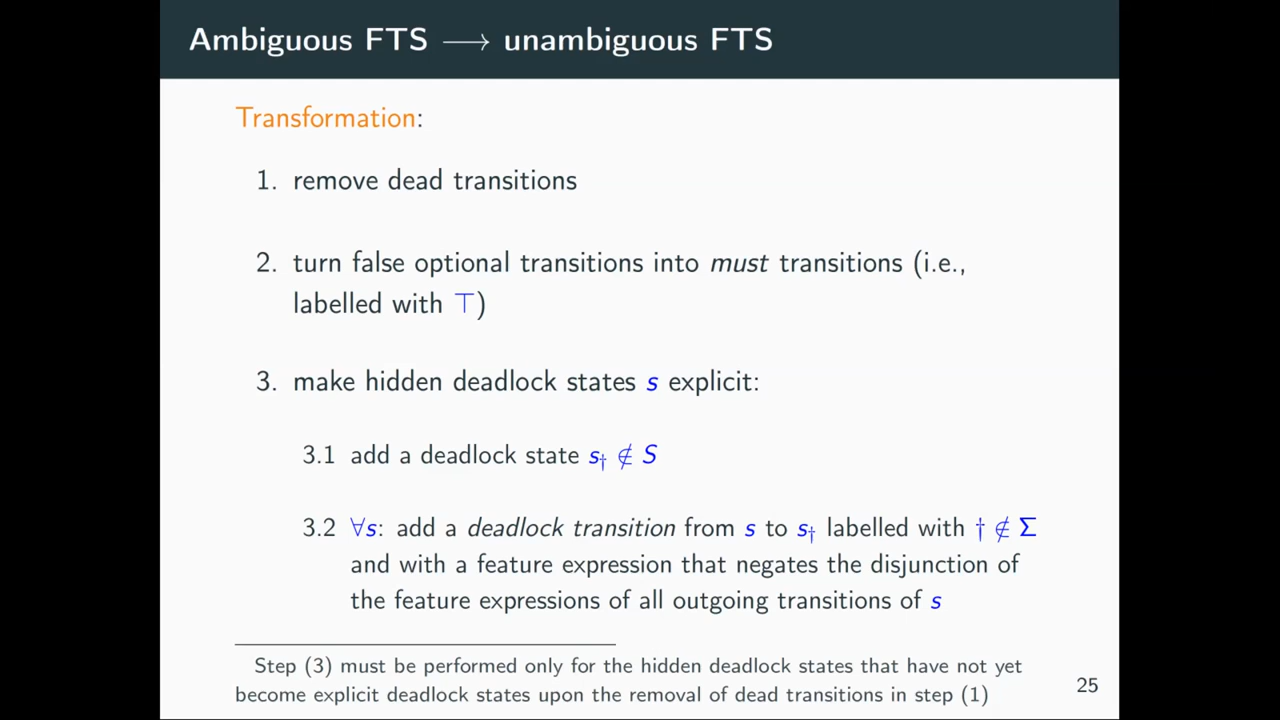 Ambiguous FTS ⟶ unambiguous FTS
Transformation:
1. remove dead transitions
2. turn false optional transitions into must transitions (i.e.,
labelled with ⊤)
3. make hidden deadlock states s explicit:
3.1 add a deadlock state s† ∉ S
3.2 ∀s: add a deadlock transition from s to s† labelled with † ∉ Σ
and with a feature expression that negates the disjunction of
the feature expressions of all outgoing transitions of s
Step (3) must be performed only for the hidden deadlock states that have not yet
become explicit deadlock states upon the removal of dead transitions in step (1)
25